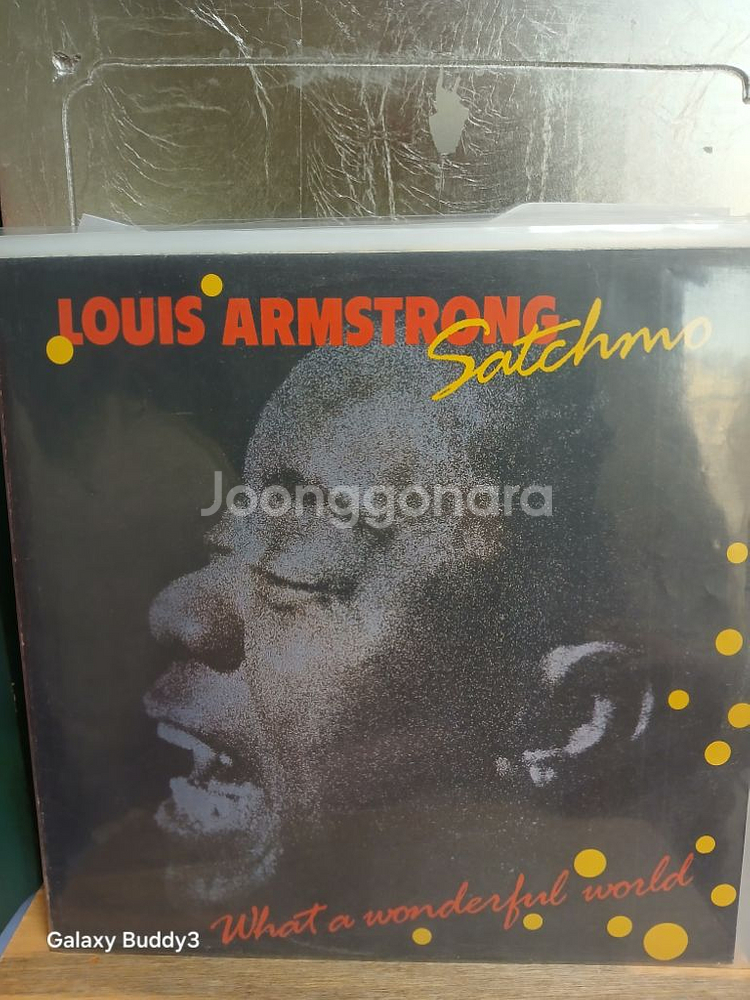 LOUIS ARMSTRONG
Satchmo
Joonggonara
What a wonderful world
Galaxy Buddy3